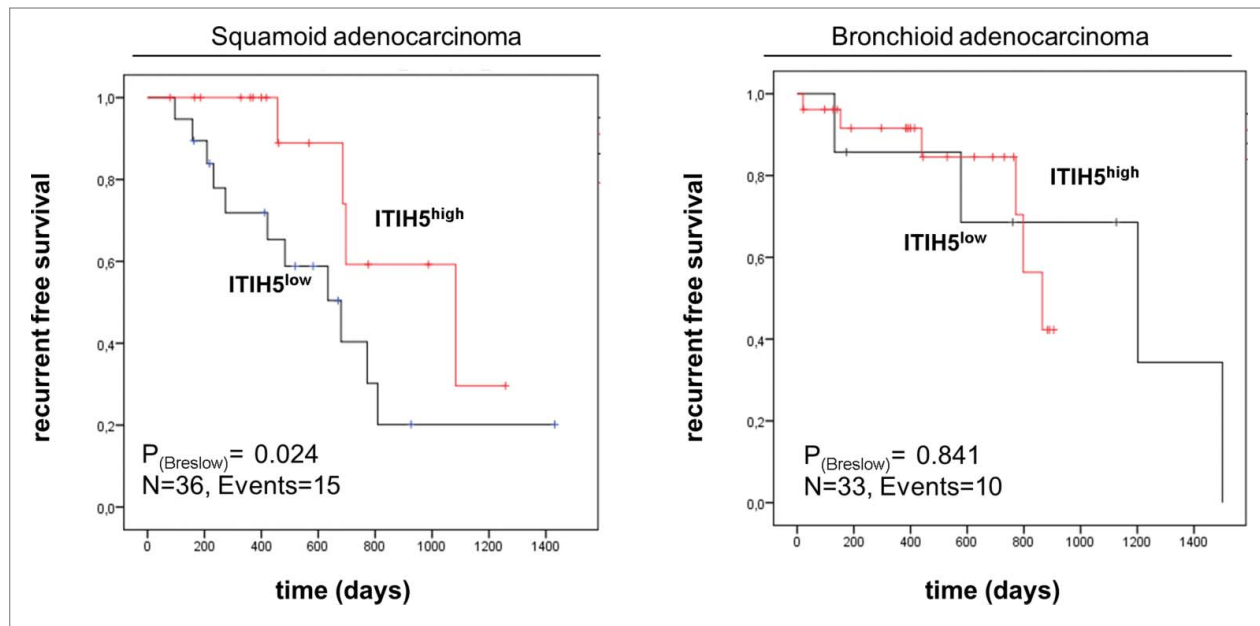 Squamoid adenocarcinoma
recurrent free survival
1,0
0,8
0,6
0,4
0,2
0,0
ITIH5high
ITIH5low
P(Breslow)= 0.024
N=36, Events=15
0 200 400 600 800 1000 1200 1400
time (days)
Bronchioid adenocarcinoma
recurrent free survival
1,0
0,8
0,6
0,4
0,2
0,0
ITIH5high
ITIH5low
P(Breslow)= 0.841
N=33, Events=10
0 200 400 600 800 1000 1200 1400
time (days)